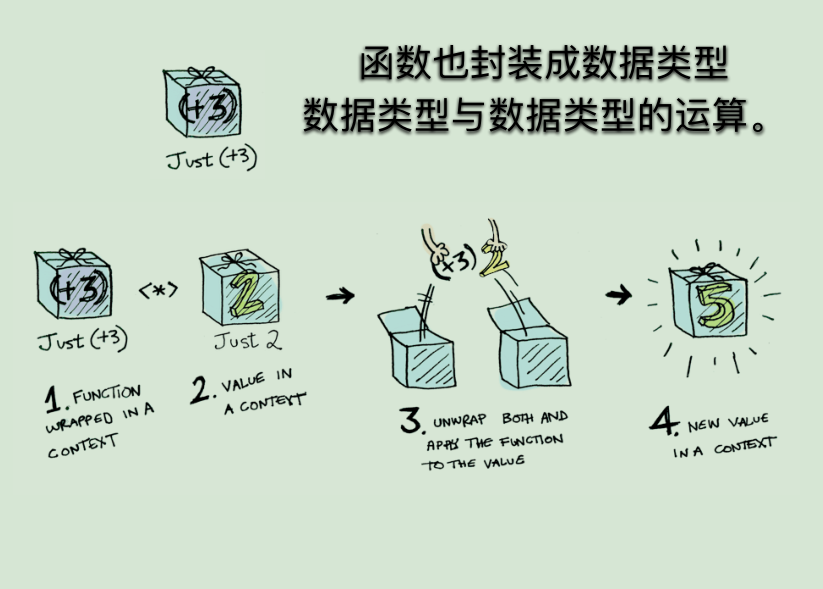 函数也封装成数据类型
数据类型与数据类型的运算。
(+3)
Just (+3)
(+3)
<*>
2
Just (+3)
Just 2
(+3) 2
5
1. FUNCTION
WRAPPED IN A
CONTEXT
2. VALUE IN
A CONTEXT
3. UNWRAP BOTH AND
APPLY THE FUNCTION
TO THE VALUE
4. NEW VALUE
IN A CONTEXT